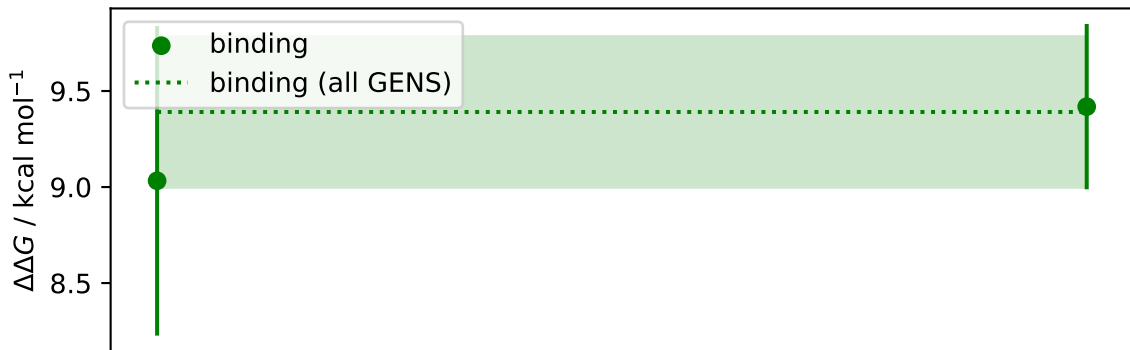 binding
binding (all GENS)
9.5
9.0
8.5
ΔΔG / kcal mol⁻¹